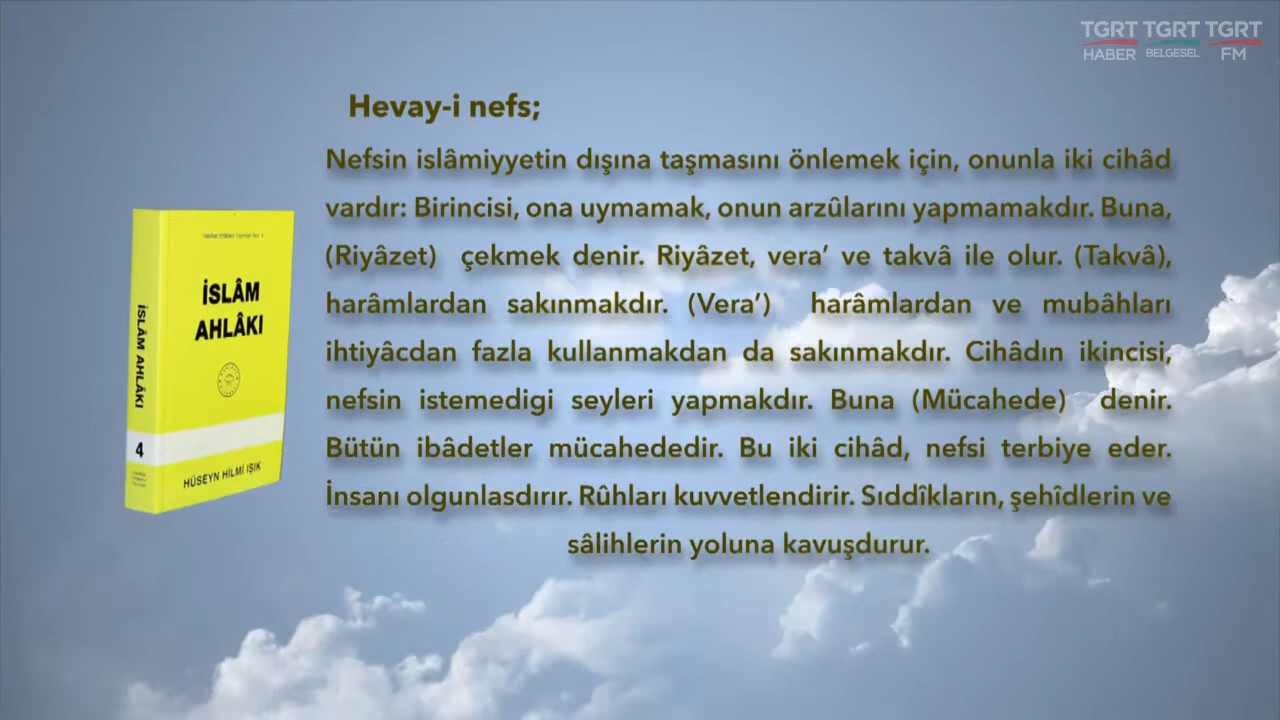 TGRT TGRT TGRT
HABER BELGESEL FM
Hevay-i nefs;
Nefsin islâmiyyetin dışına taşmasını önlemek için, onunla iki cihâd
vardır: Birincisi, ona uymamak, onun arzûlarını yapmamakdır. Buna,
(Riyâzet) çekmek denir. Riyâzet, vera’ ve takvâ ile olur. (Takvâ),
harâmlardan sakınmakdır. (Vera’) harâmlardan ve mubâhları
ihtiyâcdan fazla kullanmakdan da sakınmakdır. Cihâdın ikincisi,
nefsin istemedigi seyleri yapmakdır. Buna (Mücahede) denir.
Bütün ibâdetler mücahededir. Bu iki cihâd, nefsi terbiye eder.
İnsanı olgunlasdırır. Rûhları kuvvetlendirir. Sıddîkların, şehîdlerin ve
sâlihlerin yoluna kavuşdurur.
İSLÂM
AHLÂKI
HÜSEYN HİLMİ IŞIK
İSLÂM AHLÂKI
4